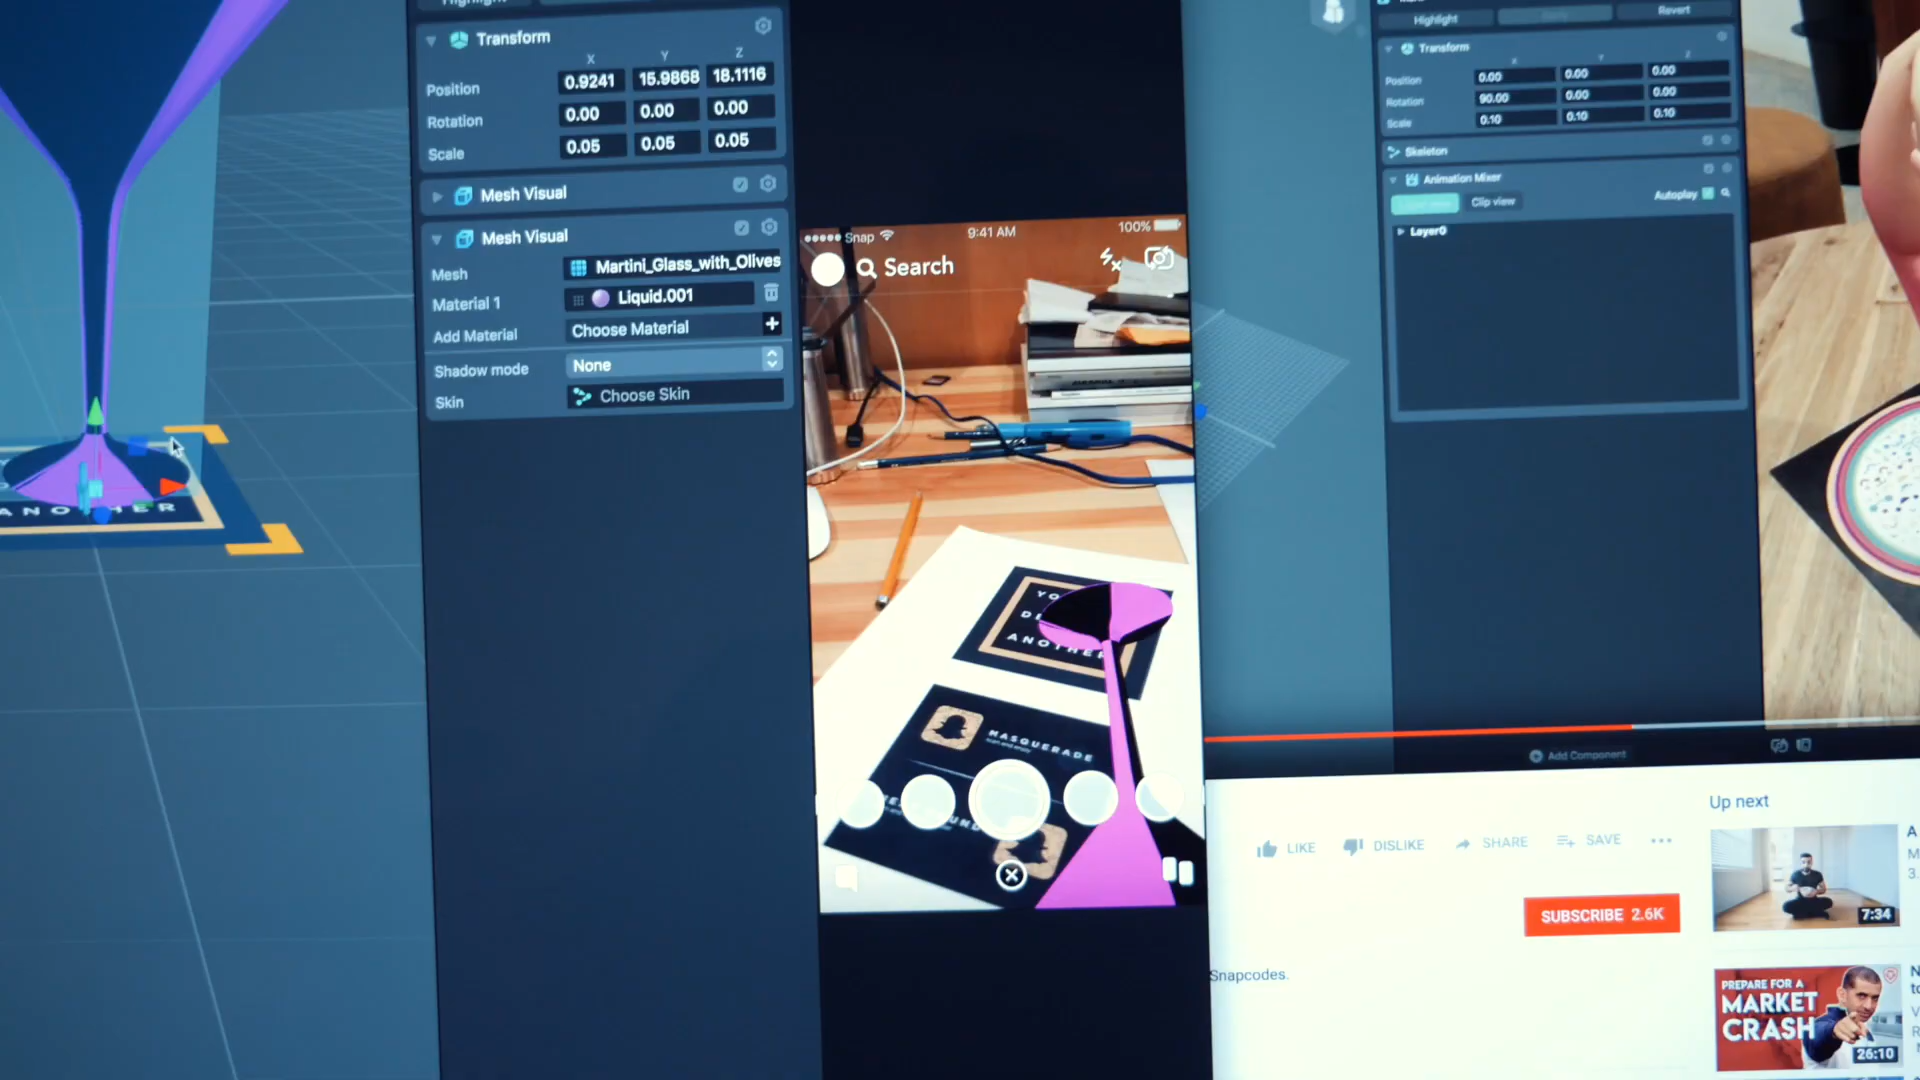 Transform
X Y Z
Position 0.9241 15.9868 18.1116
Rotation 0.00 0.00 0.00
Scale 0.05 0.05 0.05
Mesh Visual
Mesh Visual
Mesh Martini_Glass_with_Olives
Material 1 Liquid.001
Add Material Choose Material
Shadow mode None
Skin Choose Skin
ANOTHER
Snap 9:41 AM 100%
Search
ANOTHER
MASQUERADE
Highlight Revert
Transform
X Y Z
Position 0.00 0.00 0.00
Rotation 90.00 0.00 0.00
Scale 0.10 0.10 0.10
Skeleton
Animation Mixer
Clip view Autoplay
Layer0
Add Component
LIKE DISLIKE SHARE SAVE
SUBSCRIBE 2.6K
Snapcodes.
Up next
7:34
PREPARE FOR A
MARKET
CRASH
26:10